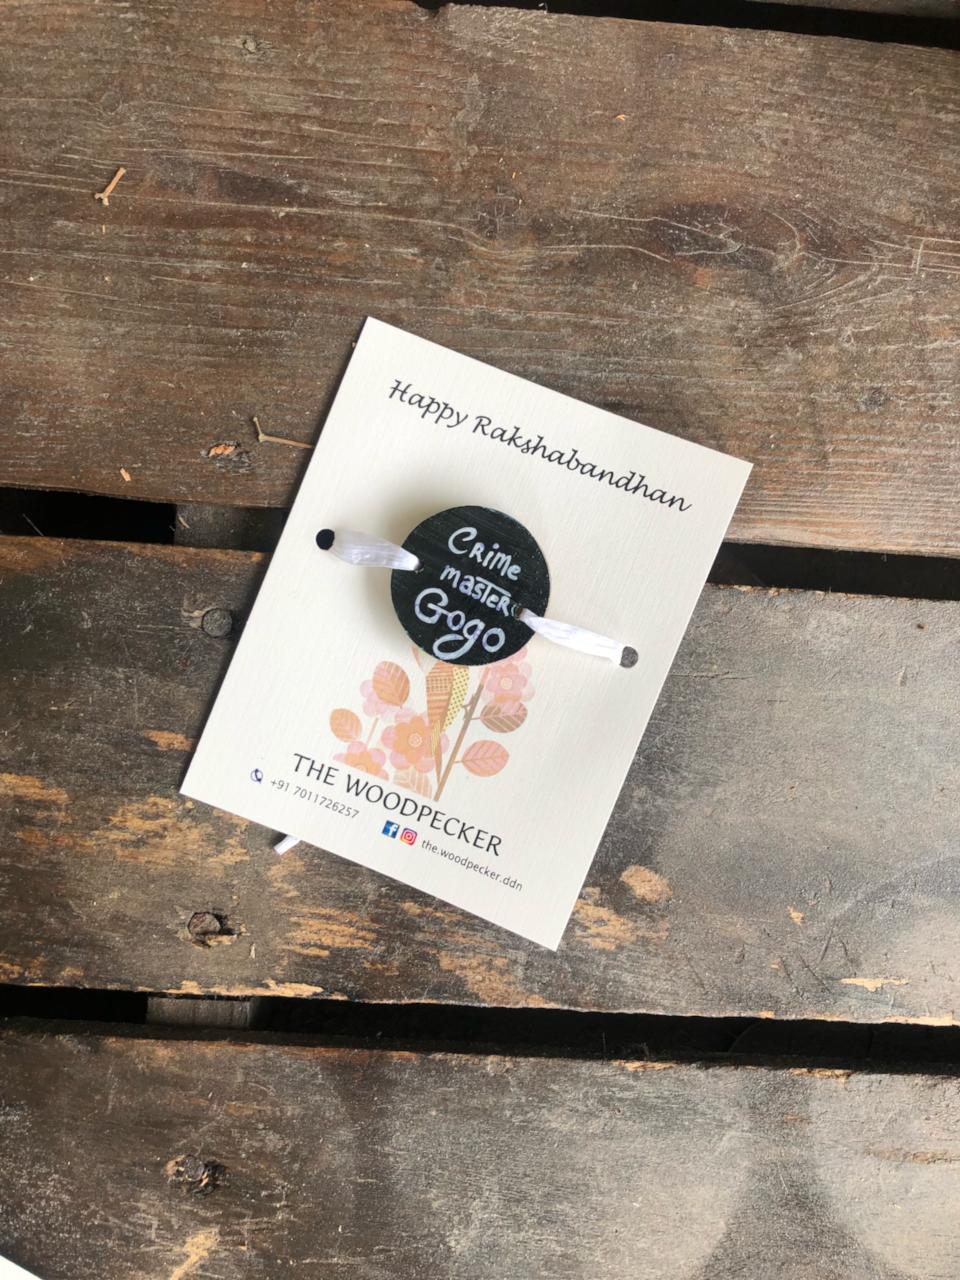 Happy Rakshabandhan
Crime
master
Gogo
THE WOODPECKER
+91 7011726257
the.woodpecker.ddn